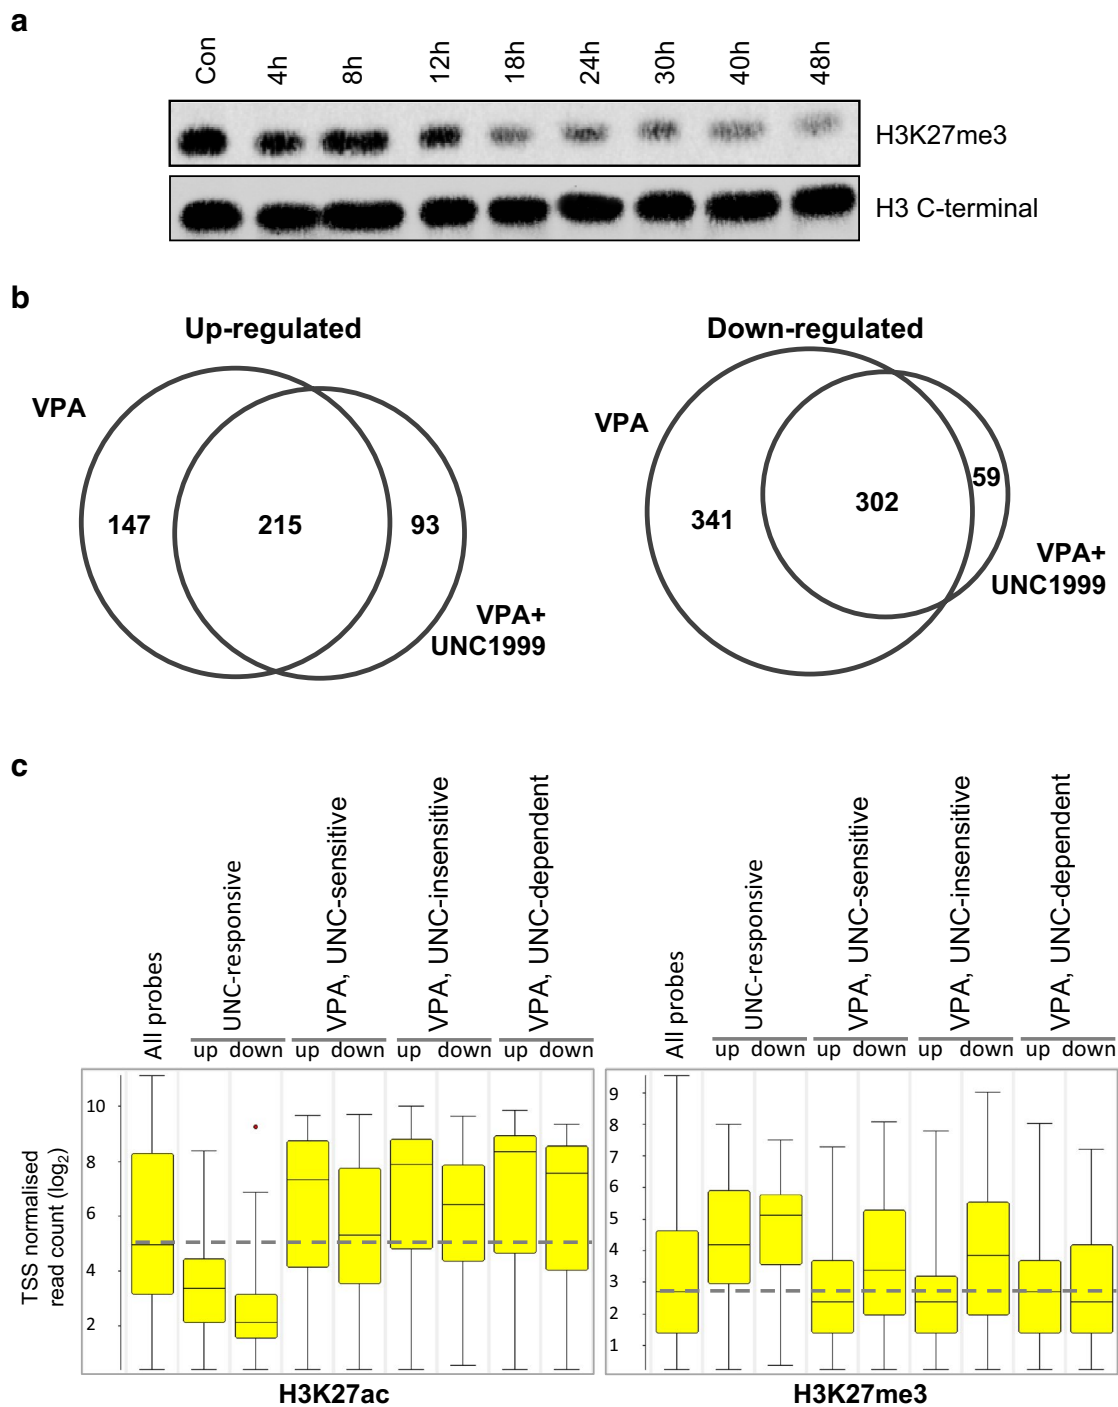 a
Con
4h
8h
12h
18h
24h
30h
40h
48h
H3K27me3
H3 C-terminal
b
Up-regulated
VPA
147
215
93
VPA+
UNC1999
Down-regulated
VPA
341
302
59
VPA+
UNC1999
c
All probes
UNC-responsive
VPA, UNC-sensitive
VPA, UNC-insensitive
VPA, UNC-dependent
up down up down up down up down
TSS normalised
read count (log2)
10
8
6
4
2
H3K27ac
All probes
UNC-responsive
VPA, UNC-sensitive
VPA, UNC-insensitive
VPA, UNC-dependent
up down up down up down up down
9
8
7
6
5
4
3
2
1
H3K27me3